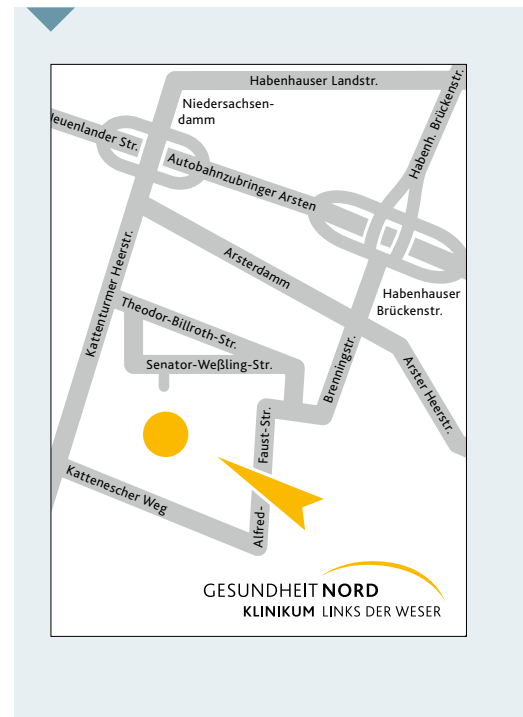 Habenhauser Landstr.
Niedersachsen-
damm
Habenh. Brückenstr.
Neuenlander Str.
Autobahnzubringer Arsten
Kattenturmer Heerstr.
Arsterdamm
Habenhauser
Brückenstr.
Theodor-Billroth-Str.
Senator-Weßling-Str.
Brenningstr.
Arster Heerstr.
Alfred-
Faust-Str.
Kattenescher Weg
GESUNDHEIT NORD
KLINIKUM LINKS DER WESER